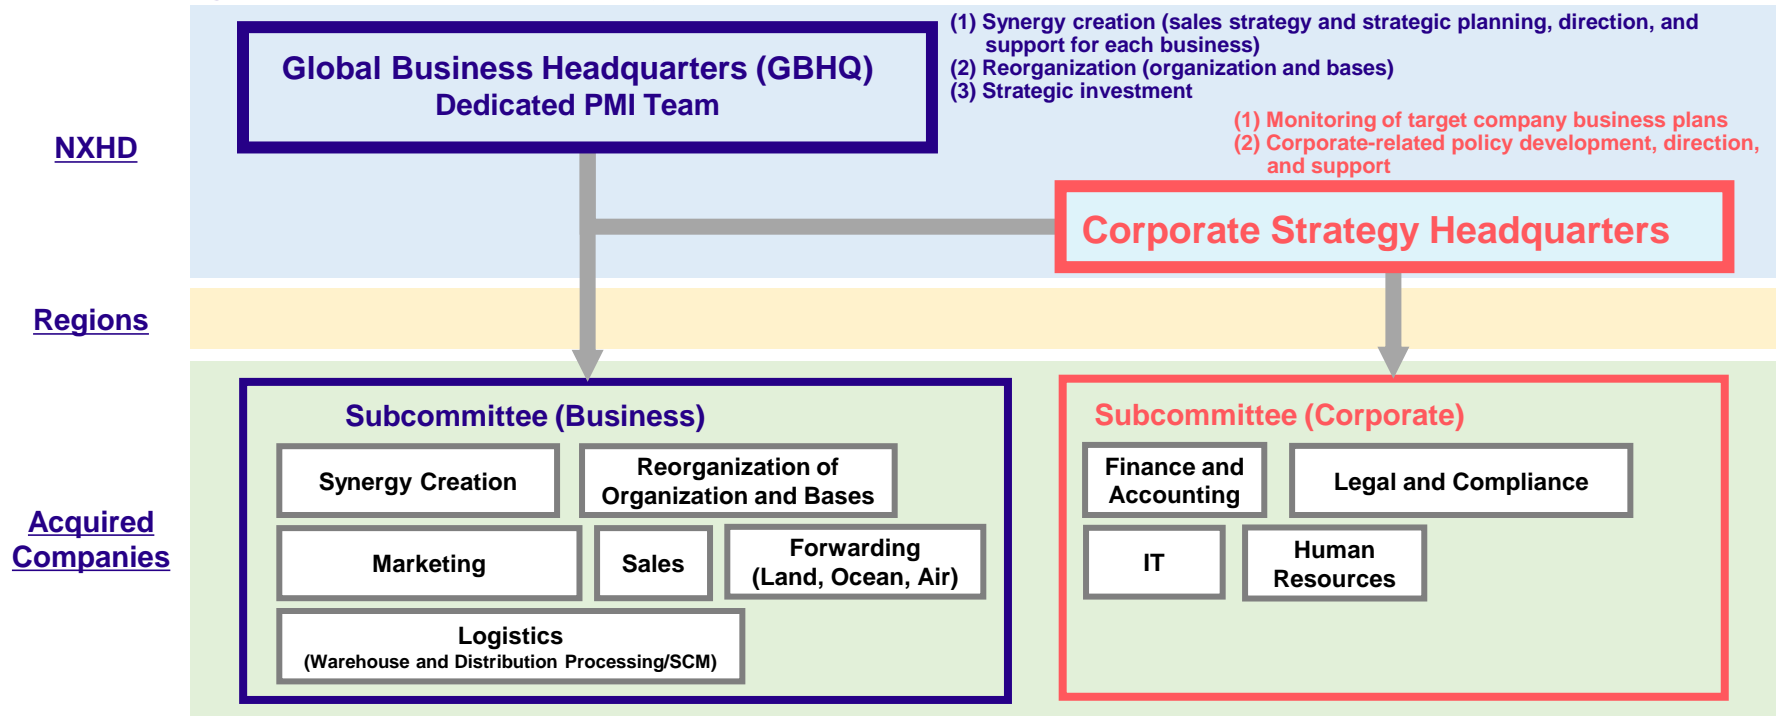 Global Business Headquarters (GBHQ)
Dedicated PMI Team
(1) Synergy creation (sales strategy and strategic planning, direction, and
support for each business)
(2) Reorganization (organization and bases)
(3) Strategic investment
(1) Monitoring of target company business plans
(2) Corporate-related policy development, direction,
and support
NXHD
Corporate Strategy Headquarters
Regions
Acquired
Companies
Subcommittee (Business)
Synergy Creation
Reorganization of
Organization and Bases
Marketing
Sales
Forwarding
(Land, Ocean, Air)
Logistics
(Warehouse and Distribution Processing/SCM)
Subcommittee (Corporate)
Finance and
Accounting
Legal and Compliance
IT
Human
Resources